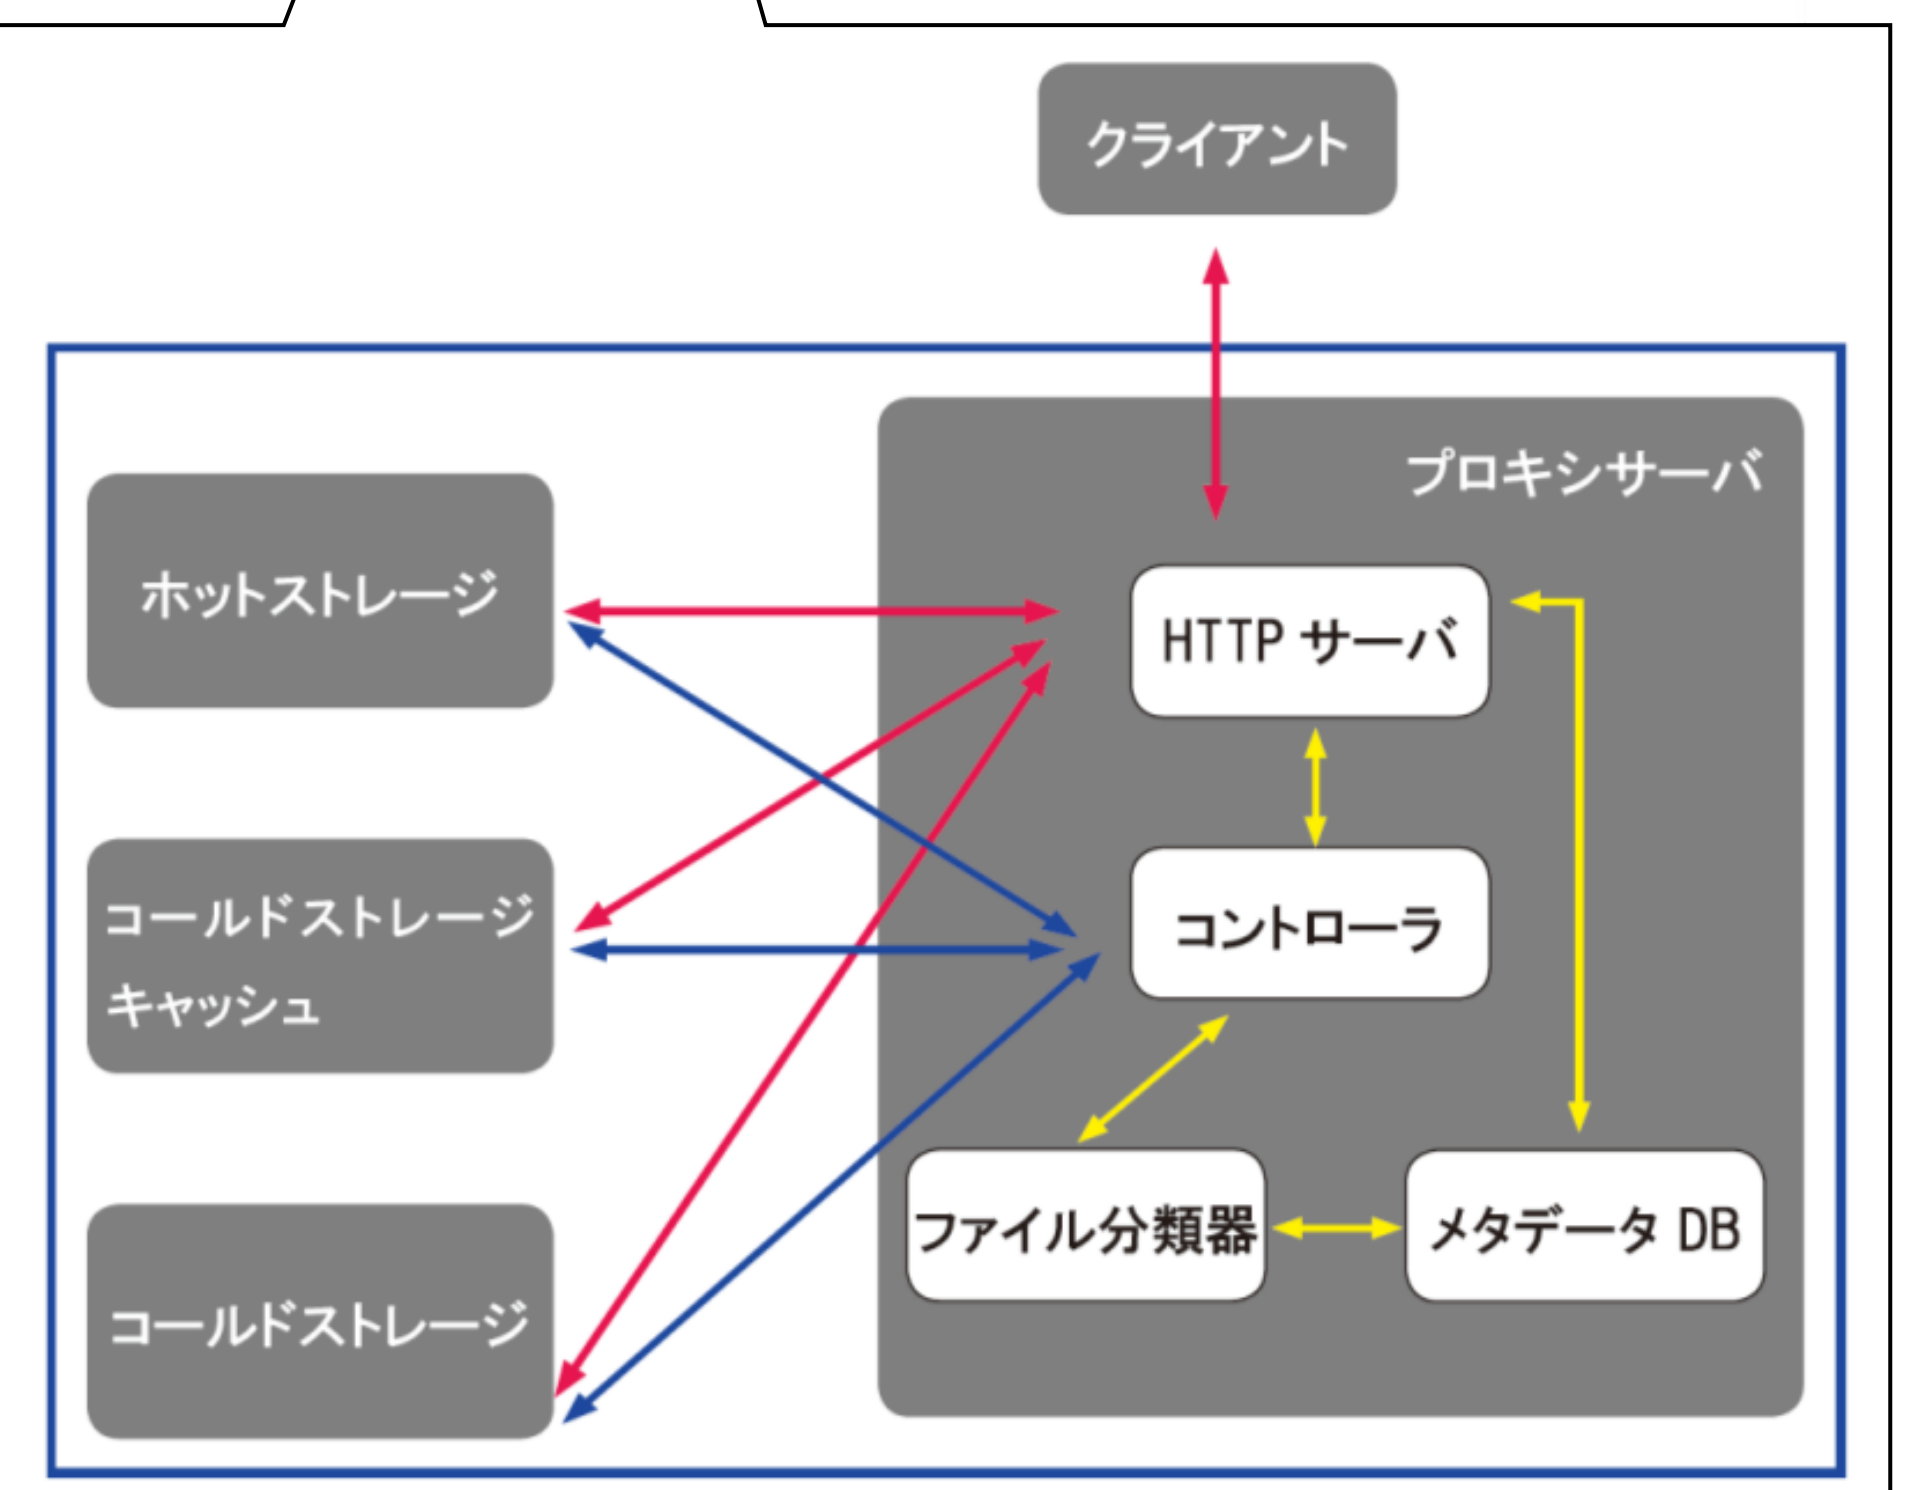 クライアント
プロキシサーバ
ホットストレージ
HTTP サーバ
コールドストレージ
キャッシュ
コントローラ
ファイル分類器
メタデータ DB
コールドストレージ